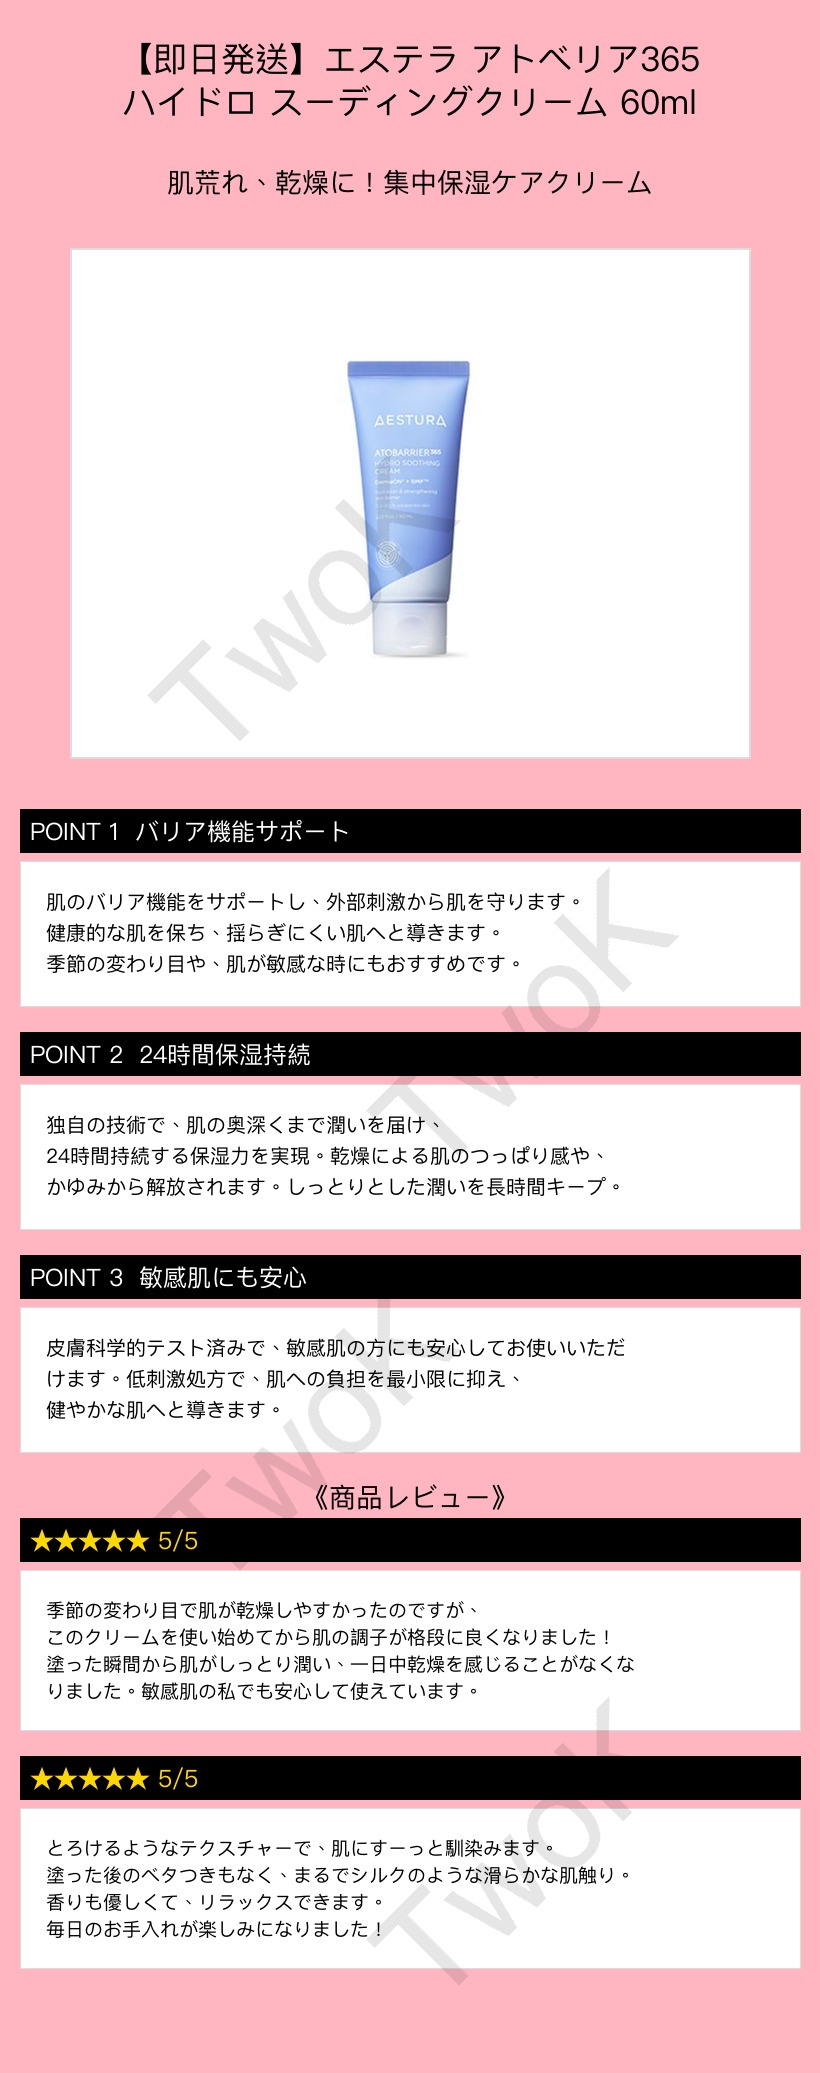 【即日発送】エステラ アトベリア365
ハイドロ スーディングクリーム 60ml
肌荒れ、乾燥に！集中保湿ケアクリーム
AESTURA
ATOBARRIER365
HYDRO SOOTHING
CREAM
TwoK
POINT 1 バリア機能サポート
肌のバリア機能をサポートし、外部刺激から肌を守ります。
健康的な肌を保ち、揺らぎにくい肌へと導きます。
季節の変わり目や、肌が敏感な時にもおすすめです。
TwoK
POINT 2 24時間保湿持続
独自の技術で、肌の奥深くまで潤いを届け、
24時間持続する保湿力を実現。乾燥による肌のつっぱり感や、
かゆみから解放されます。しっとりとした潤いを長時間キープ。
POINT 3 敏感肌にも安心
皮膚科学的テスト済みで、敏感肌の方にも安心してお使いいただ
けます。低刺激処方で、肌への負担を最小限に抑え、
健やかな肌へと導きます。
TwoK
《商品レビュー》
★★★★★ 5/5
季節の変わり目で肌が乾燥しやすかったのですが、
このクリームを使い始めてから肌の調子が格段に良くなりました！
塗った瞬間から肌がしっとり潤い、一日中乾燥を感じることがなくな
りました。敏感肌の私でも安心して使えています。
★★★★★ 5/5
とろけるようなテクスチャーで、肌にすーっと馴染みます。
塗った後のベタつきもなく、まるでシルクのような滑らかな肌触り。
香りも優しくて、リラックスできます。
毎日のお手入れが楽しみになりました！
TwoK